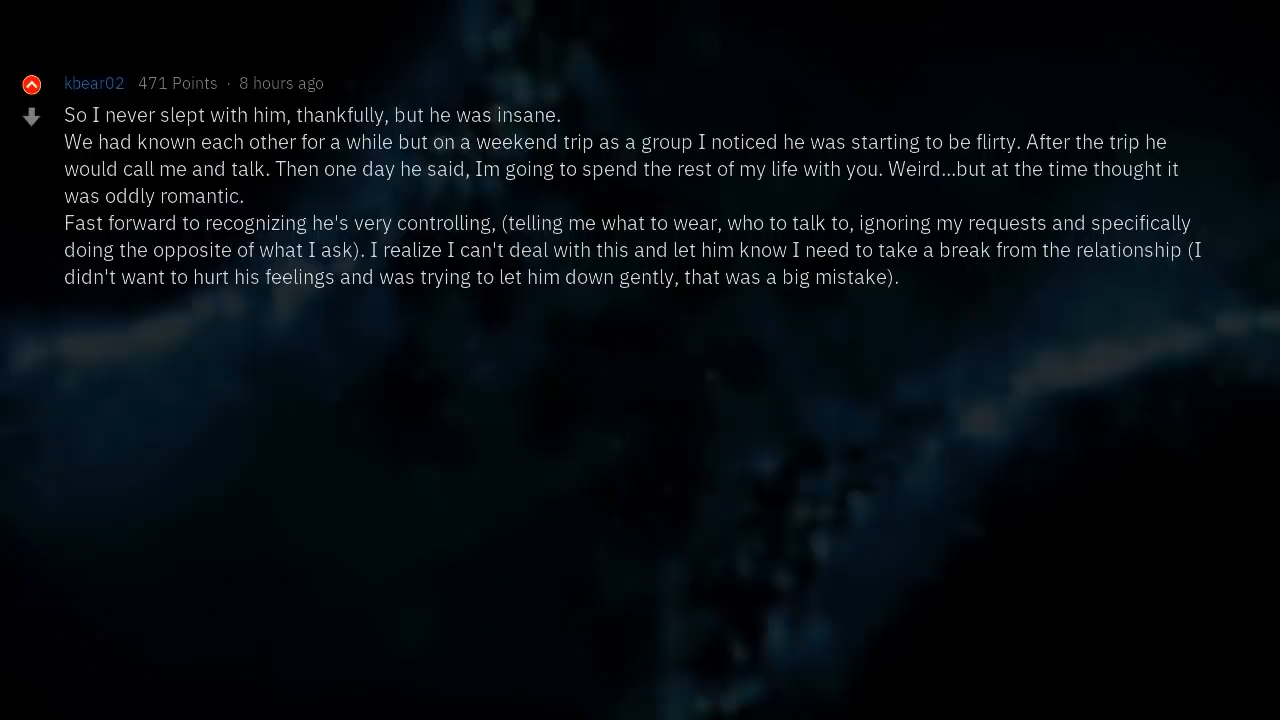 kbear02 471 Points · 8 hours ago
So I never slept with him, thankfully, but he was insane.
We had known each other for a while but on a weekend trip as a group I noticed he was starting to be flirty. After the trip he
would call me and talk. Then one day he said, Im going to spend the rest of my life with you. Weird...but at the time thought it
was oddly romantic.
Fast forward to recognizing he's very controlling, (telling me what to wear, who to talk to, ignoring my requests and specifically
doing the opposite of what I ask). I realize I can't deal with this and let him know I need to take a break from the relationship (I
didn't want to hurt his feelings and was trying to let him down gently, that was a big mistake).